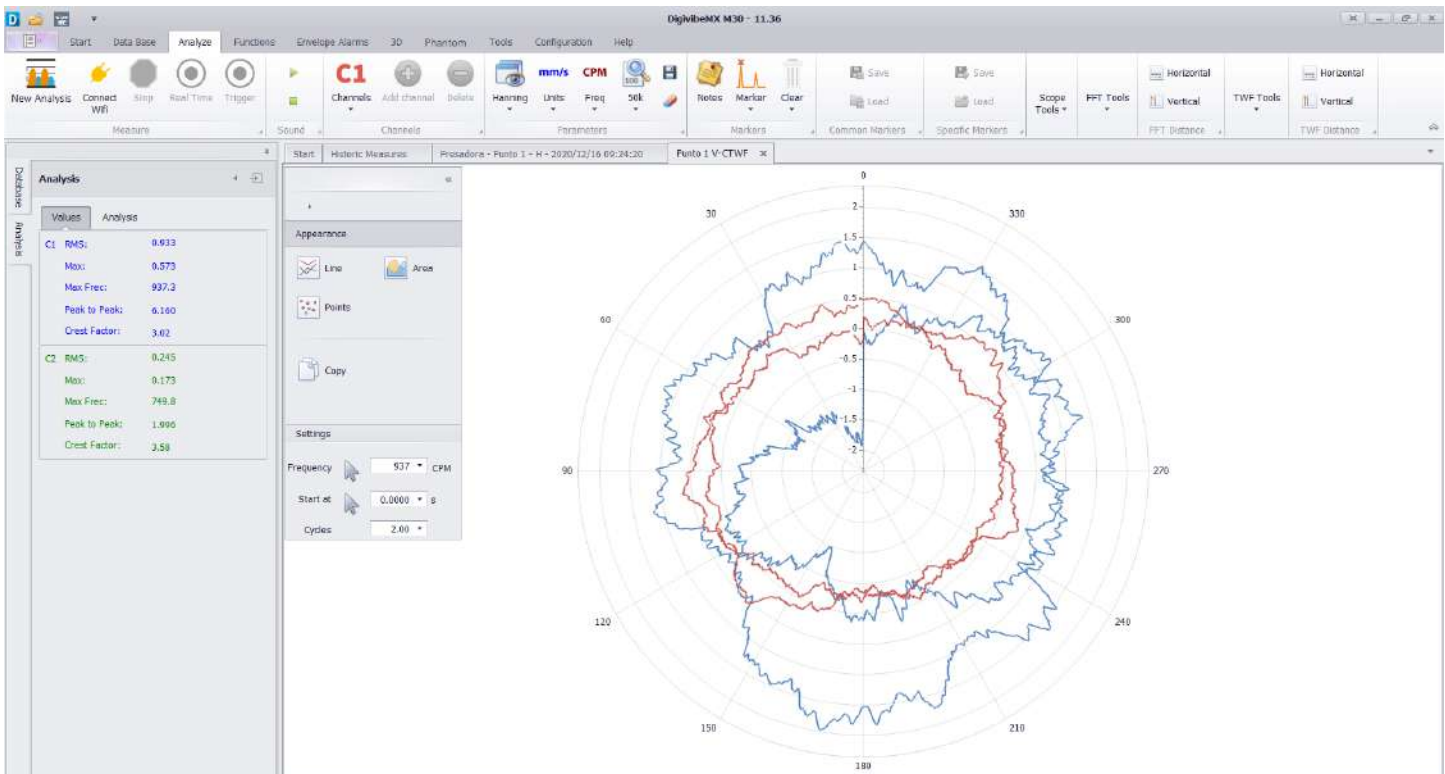 DigivibeMX M30 - 11.36
Start Data Base Analyze Functions Envelope Alarms 3D Phantom Tools Configuration Help
New Analysis Connect Wifi Stop Real Time Trigger
C1 Channels Add channel Delete
Hanning mm/s Units CPM Freq 50k
Notes Marker Clear
Save Load
Save Load
Scope Tools FFT Tools
Horizontal Vertical
TWF Tools
Horizontal Vertical
Measure Sound Channels Parameters Markers Common Markers Specific Markers FFT Distance TWF Distance
Start Historic Measures Fresadora - Punto 1 - H - 2020/12/16 09:24:20 Punto 1 V-CTWF
Database
Analysis
Analysis
Values Analysis
C1 RMS: 0.933
Max: 0.573
Max Frec: 937.3
Peak to Peak: 6.160
Crest Factor: 3.02
C2 RMS: 0.245
Max: 0.173
Max Frec: 749.8
Peak to Peak: 1.996
Crest Factor: 3.58
Appearance
Line Area
Points
Copy
Settings
Frequency 937 CPM
Start at 0.0000 s
Cycles 2.00
0
30
330
60
300
90
270
120
240
150
210
180
2
1.5
1
0.5
0
-0.5
-1
-1.5
-2